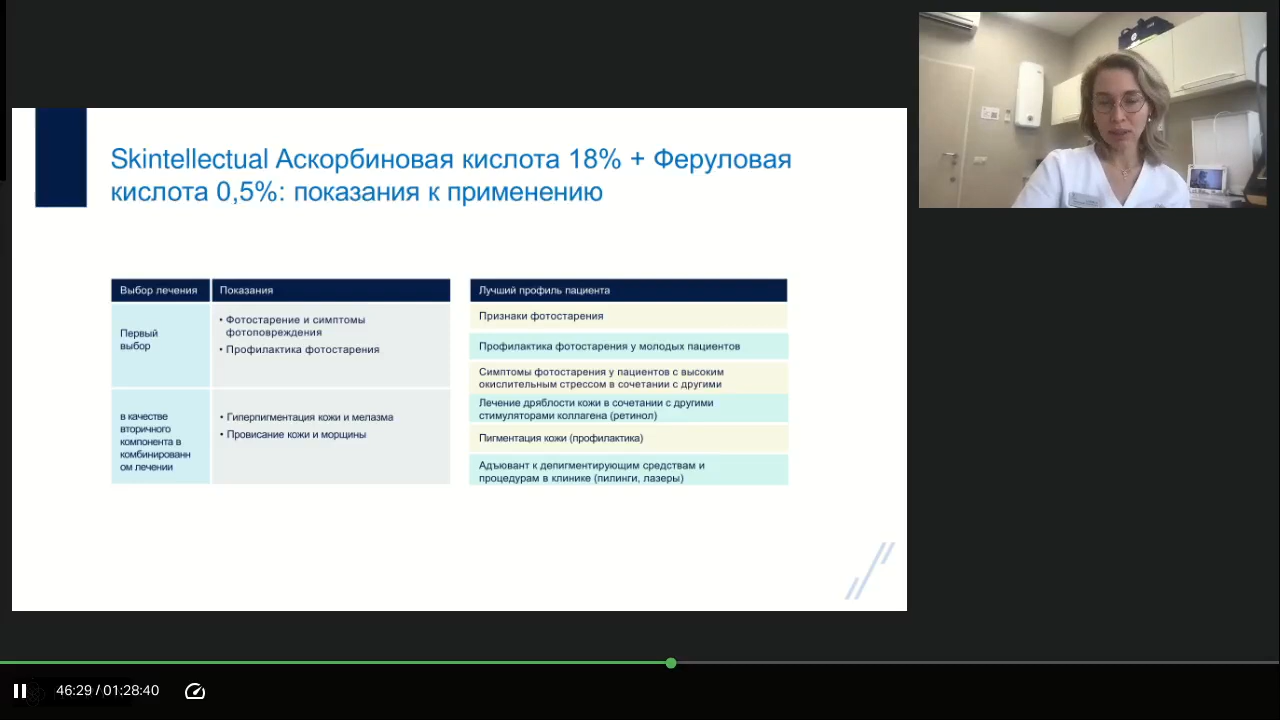 Skintellectual Аскорбиновая кислота 18% + Феруловая
кислота 0,5%: показания к применению
Выбор лечения
Показания
Первый
выбор
• Фотостарение и симптомы
фотоповреждения
• Профилактика фотостарения
в качестве
вторичного
компонента в
комбинированн
ом лечении
• Гиперпигментация кожи и мелазма
• Провисание кожи и морщины
Лучший профиль пациента
Признаки фотостарения
Профилактика фотостарения у молодых пациентов
Симптомы фотостарения у пациентов с высоким
окислительным стрессом в сочетании с другими
Лечение дряблости кожи в сочетании с другими
стимуляторами коллагена (ретинол)
Пигментация кожи (профилактика)
Адъювант к депигментирующим средствам и
процедурам в клинике (пилинги, лазеры)
46:29 / 01:28:40